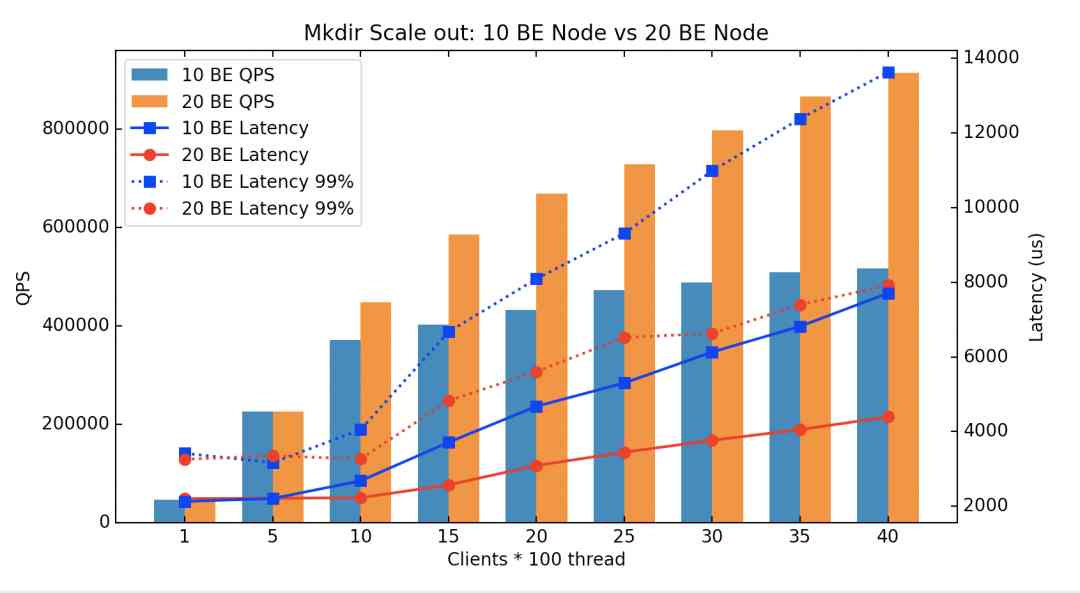 Mkdir Scale out: 10 BE Node vs 20 BE Node
10 BE QPS
20 BE QPS
10 BE Latency
20 BE Latency
10 BE Latency 99%
20 BE Latency 99%
QPS
800000
600000
400000
200000
0
14000
12000
10000
8000
6000
4000
2000
Latency (us)
1 5 10 15 20 25 30 35 40
Clients * 100 thread